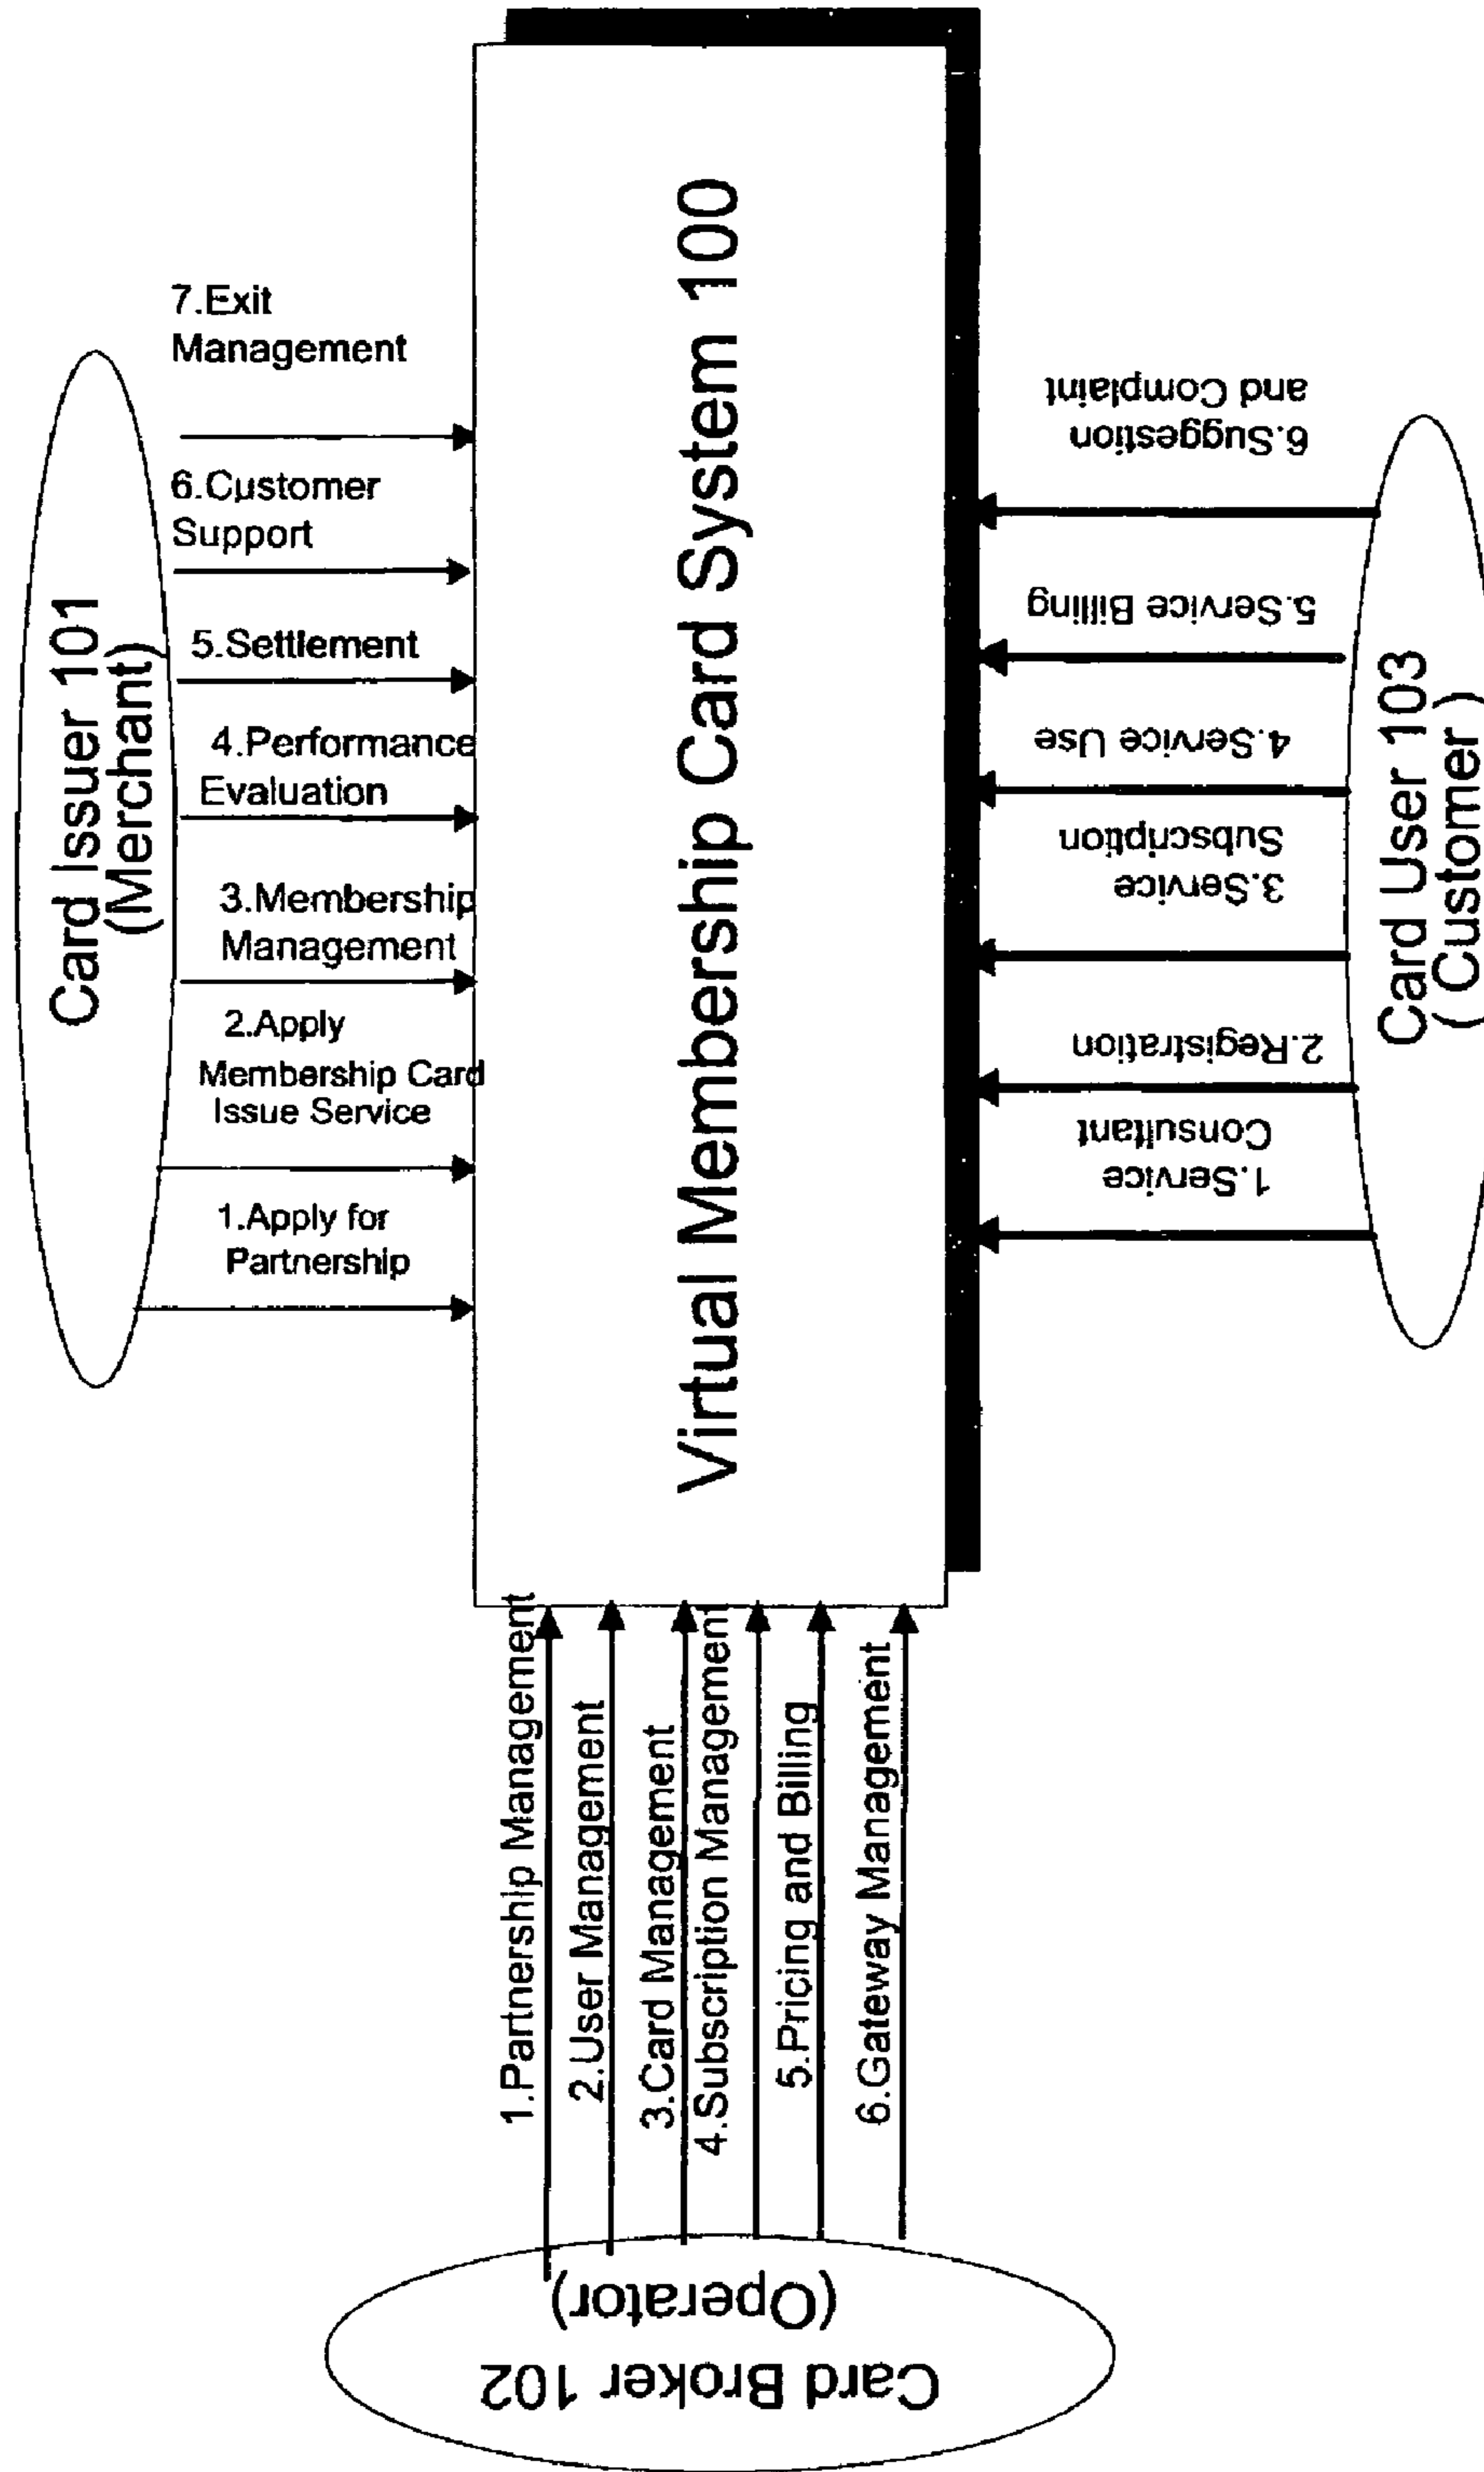 Card Issuer 101
(Merchant)
1.Apply for
Partnership
2.Apply
Membership Card
Issue Service
3.Membership
Management
4.Performance
Evaluation
5.Settlement
6.Customer
Support
7.Exit
Management
Virtual Membership Card System 100
1.Partnership Management
2.User Management
3.Card Management
4.Subscription Management
5.Pricing and Billing
6.Gateway Management
Card Broker 102
(Operator)
1.Service
Consultant
2.Registration
3.Service
Subscription
4.Service Use
5.Service Billing
6.Suggestion
and Complaint
Card User 103
( Customer )